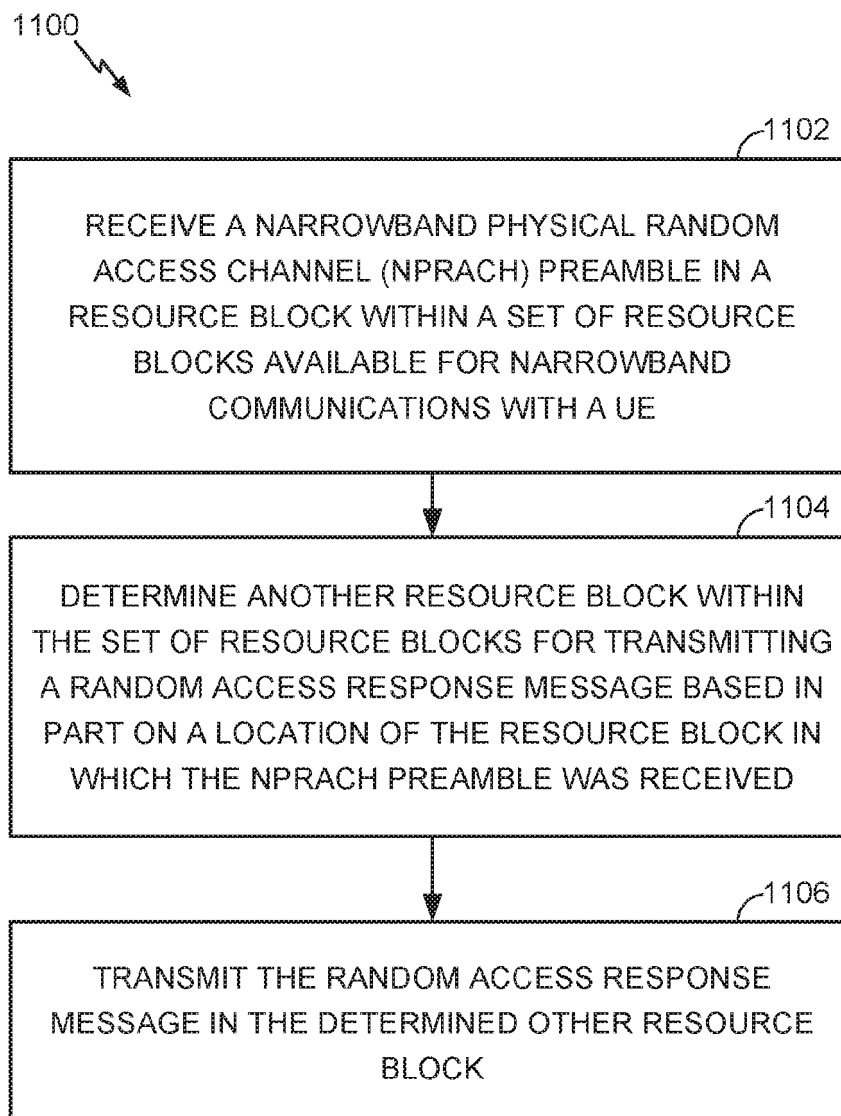 1100
1102
RECEIVE A NARROWBAND PHYSICAL RANDOM
ACCESS CHANNEL (NPRACH) PREAMBLE IN A
RESOURCE BLOCK WITHIN A SET OF RESOURCE
BLOCKS AVAILABLE FOR NARROWBAND
COMMUNICATIONS WITH A UE
1104
DETERMINE ANOTHER RESOURCE BLOCK WITHIN
THE SET OF RESOURCE BLOCKS FOR TRANSMITTING
A RANDOM ACCESS RESPONSE MESSAGE BASED IN
PART ON A LOCATION OF THE RESOURCE BLOCK IN
WHICH THE NPRACH PREAMBLE WAS RECEIVED
1106
TRANSMIT THE RANDOM ACCESS RESPONSE
MESSAGE IN THE DETERMINED OTHER RESOURCE
BLOCK